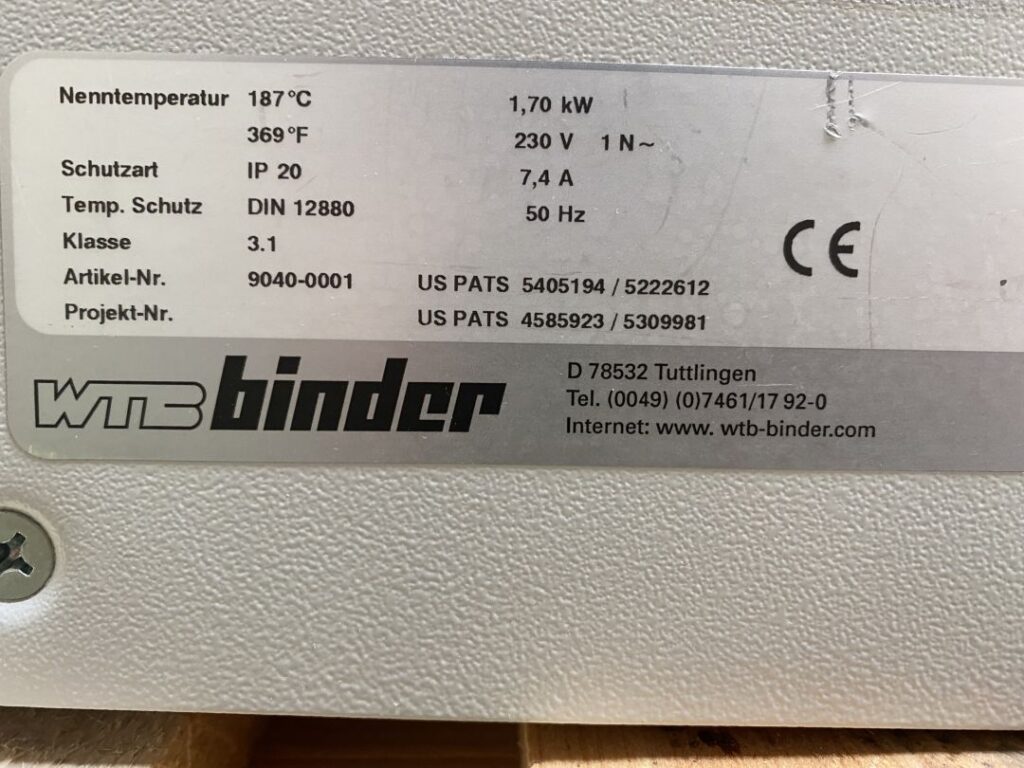 Nenntemperatur 187°C 1,70 kW
369°F 230 V 1 N~
Schutzart IP 20 7,4 A
Temp. Schutz DIN 12880 50 Hz
Klasse 3.1
Artikel-Nr. 9040-0001 US PATS 5405194 / 5222612
Projekt-Nr. US PATS 4585923 / 5309981
CE
WTB binder
D 78532 Tuttlingen
Tel. (0049) (0)7461/17 92-0
Internet: www. wtb-binder.com